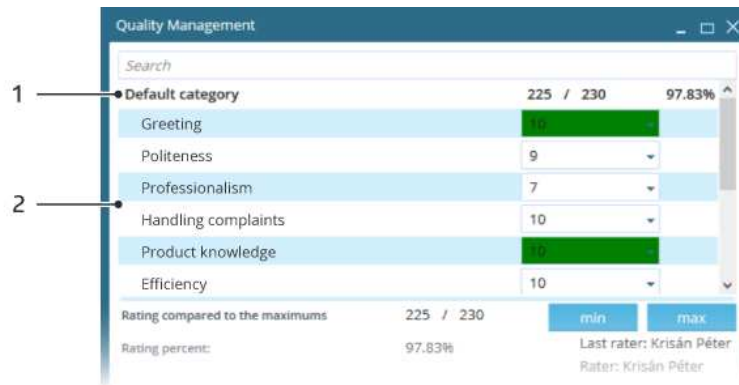 Quality Management
Search
1 Default category 225 / 230 97.83%
Greeting 10
Politeness 9
Professionalism 7
2
Handling complaints 10
Product knowledge 10
Efficiency 10
Rating compared to the maximums 225 / 230 min max
Rating percent: 97.83% Last rater: Krisán Péter
Rater: Krisán Péter